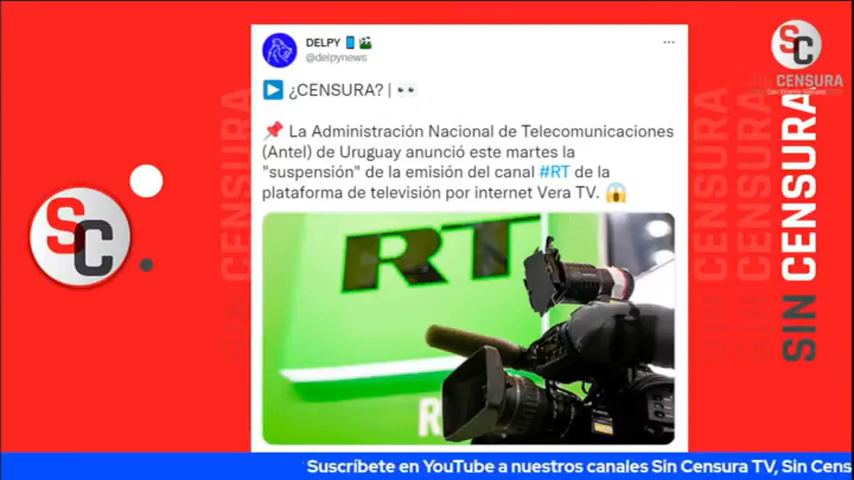 DELPY
@delpynews
¿CENSURA? |
La Administración Nacional de Telecomunicaciones
(Antel) de Uruguay anunció este martes la
"suspensión" de la emisión del canal #RT de la
plataforma de televisión por internet Vera TV.
RT
R
SC
SC
SIN CENSURA
SIN CENSURA
CENSURA
CENSURA
Suscríbete en YouTube a nuestros canales Sin Censura TV, Sin Cens